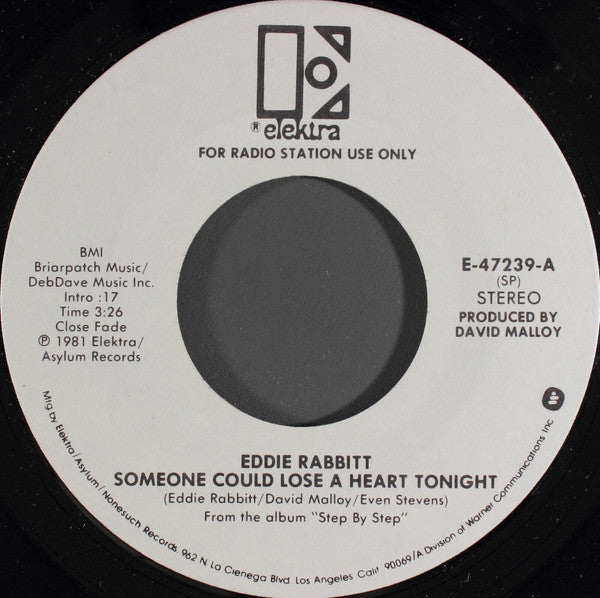 ® elektra
FOR RADIO STATION USE ONLY
BMI
Briarpatch Music/
DebDave Music Inc.
Intro :17
Time 3:26
Close Fade
℗ 1981 Elektra/
Asylum Records
E-47239-A
(SP)
STEREO
PRODUCED BY
DAVID MALLOY
EDDIE RABBITT
SOMEONE COULD LOSE A HEART TONIGHT
(Eddie Rabbitt/David Malloy/Even Stevens)
From the album "Step By Step"
Mfg by Elektra/Asylum/Nonesuch Records. 962 N La Cienega Blvd Los Angeles Calif 90069/A Division of Warner Communications Inc